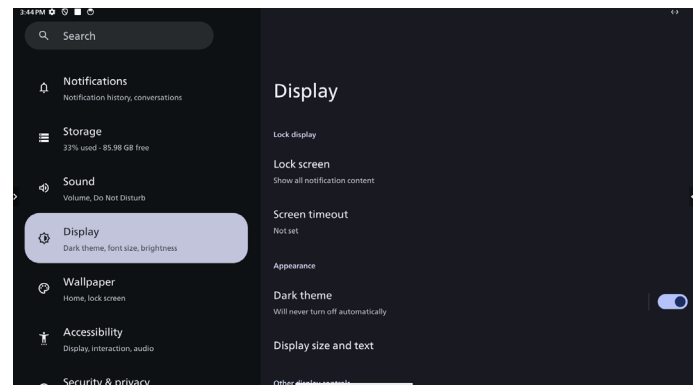 3:44 PM
Search
Notifications
Notification history, conversations
Storage
33% used - 85.98 GB free
Sound
Volume, Do Not Disturb
Display
Dark theme, font size, brightness
Wallpaper
Home, lock screen
Accessibility
Display, interaction, audio
Security & privacy
Display
Lock display
Lock screen
Show all notification content
Screen timeout
Not set
Appearance
Dark theme
Will never turn off automatically
Display size and text
Other display controls